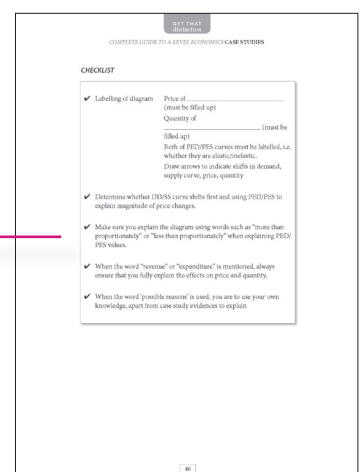 GET THAT
distinction
COMPLETE GUIDE TO A-LEVEL ECONOMICS CASE STUDIES
CHECKLIST
✔ Labelling of diagram Price of
(must be filled up)
Quantity of
(must be
filled up)
Both of PED/PES curves must be labelled, i.e.
whether they are elastic/inelastic.
Draw arrows to indicate shifts in demand,
supply curve, price, quantity
✔ Determine whether DD/SS curve shifts first and using PED/PES to
explain magnitude of price changes.
✔ Make sure you explain the diagram using words such as "more than
proportionately" or "less than proportionately" when explaining PED/
PES values.
✔ When the word "revenue" or "expenditure" is mentioned, always
ensure that you fully explain the effects on price and quantity.
✔ When the word 'possible reasons' is used, you are to use your own
knowledge, apart from case study evidences to explain
46